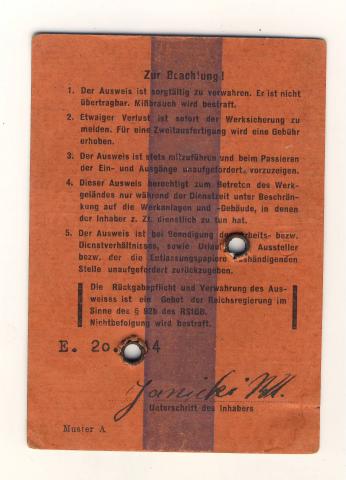 Zur Beachtung!
1. Der Ausweis ist sorgfältig zu verwahren. Er ist nicht
übertragbar. Mißbrauch wird bestraft.
2. Etwaiger Verlust ist sofort der Werksicherung zu
melden. Für eine Zweitausfertigung wird eine Gebühr
erhoben.
3. Der Ausweis ist stets mitzuführen und beim Passieren
der Ein- und Ausgänge unaufgefordert vorzuzeigen.
4. Dieser Ausweis berechtigt zum Betreten des Werk-
geländes nur während der Dienstzeit unter Beschrän-
kung auf die Werkanlagen und -Gebäude, in denen
der Inhaber z. Zt. dienstlich zu tun hat.
5. Der Ausweis ist bei Beendigung des Arbeits- bezw.
Dienstverhältnisses, sowie Aussteller
bezw. der die Entlassungspapiere aushändigenden
Stelle unaufgefordert zurückzugeben.
Die Rückgabepflicht und Verwahrung des Aus-
weises ist ein Gebot der Reichsregierung im
Sinne des § 92b des RStGB.
Nichtbefolgung wird bestraft.
E. 20. 4
Janicki
Unterschrift des Inhabers
Muster A